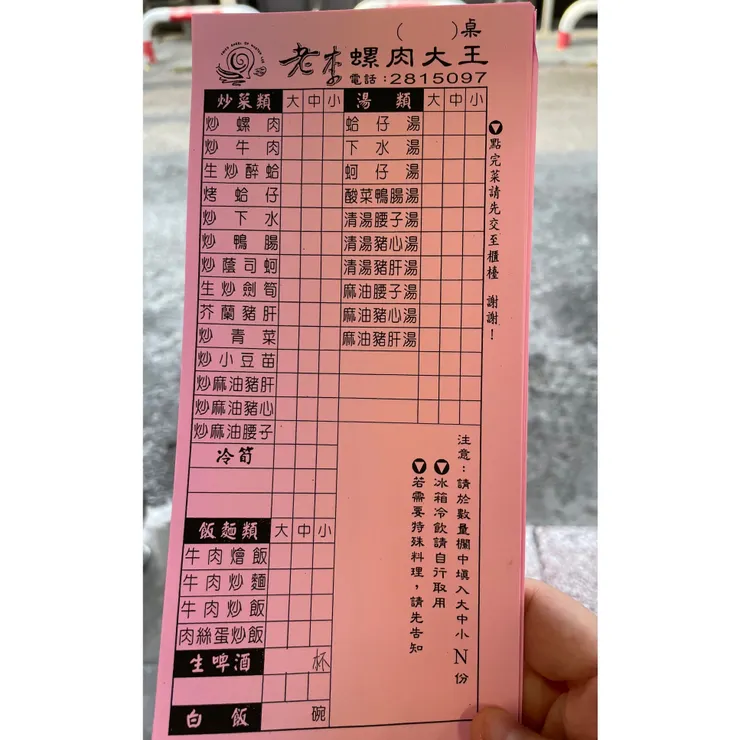 (　　)桌
老李螺肉大王
電話:2815097
炒菜類 大 中 小
炒螺肉
炒牛肉
生炒醉蛤
烤蛤仔
炒下水
炒鴨腸
炒蔭司蚵
生炒劍筍
芥蘭豬肝
炒青菜
炒小豆苗
炒麻油豬肝
炒麻油豬心
炒麻油腰子
冷筍
飯麵類 大 中 小
牛肉燴飯
牛肉炒麵
牛肉炒飯
肉絲蛋炒飯
生啤酒 杯
白飯 碗
湯類 大 中 小
蛤仔湯
下水湯
蚵仔湯
酸菜鴨腸湯
清湯腰子湯
清湯豬心湯
清湯豬肝湯
麻油腰子湯
麻油豬心湯
麻油豬肝湯
點完菜請先交至櫃檯 謝謝!
注意:請於數量欄中填入大中小N份
冰箱冷飲請自行取用
若需要特殊料理,請先告知